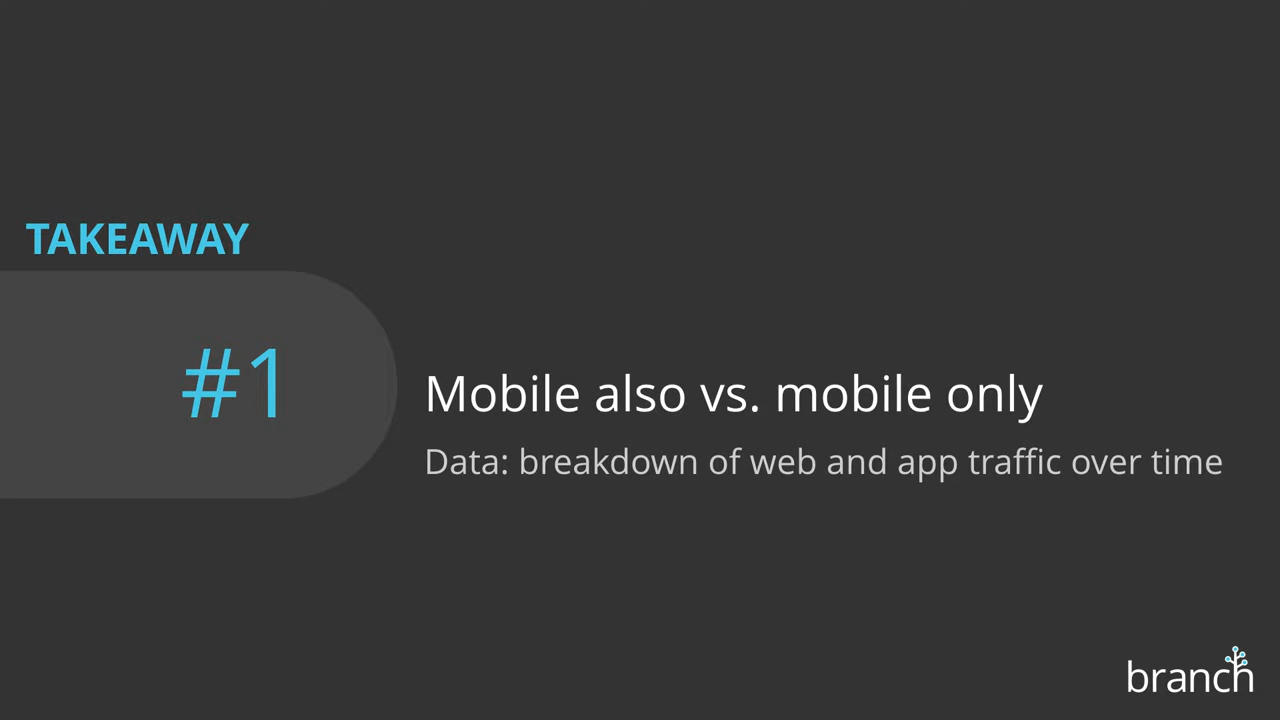 TAKEAWAY
#1
Mobile also vs. mobile only
Data: breakdown of web and app traffic over time
branch